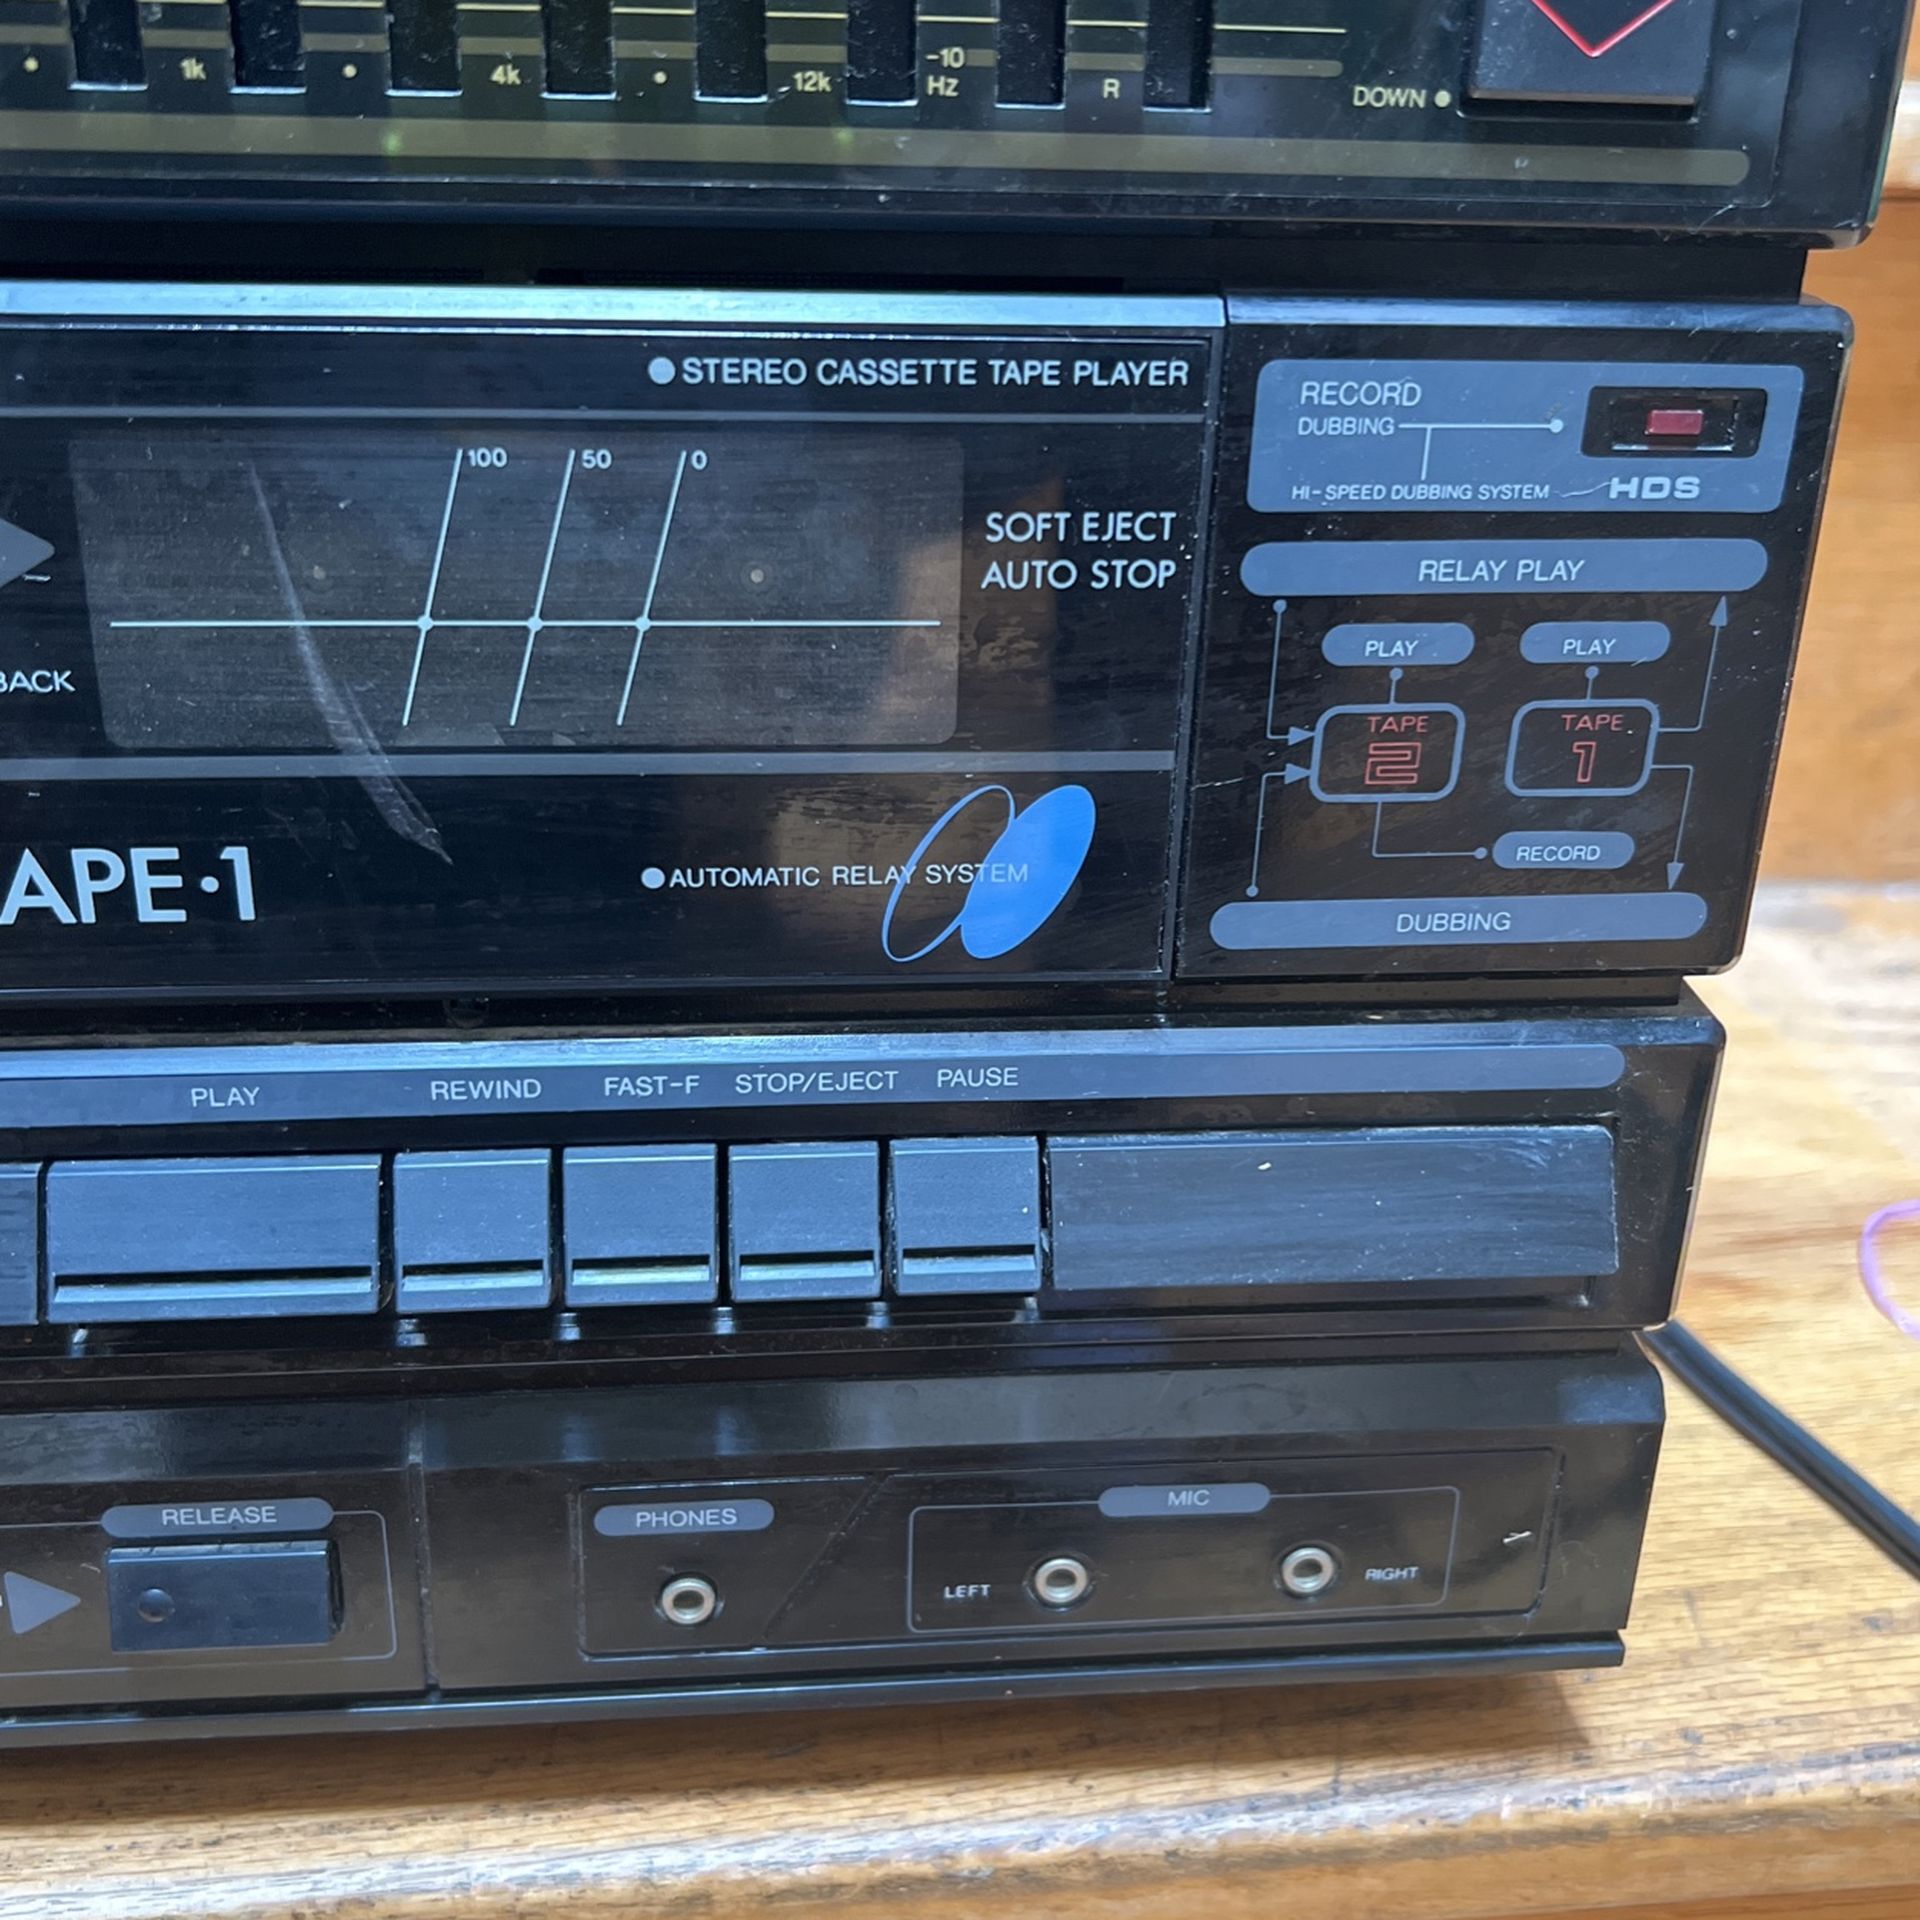 1k
4k
12k
-10
Hz
R
DOWN
STEREO CASSETTE TAPE PLAYER
100
50
0
SOFT EJECT
AUTO STOP
BACK
APE·1
AUTOMATIC RELAY SYSTEM
RECORD
DUBBING
HI-SPEED DUBBING SYSTEM
HDS
RELAY PLAY
PLAY
PLAY
TAPE
2
TAPE
1
RECORD
DUBBING
PLAY
REWIND
FAST-F
STOP/EJECT
PAUSE
RELEASE
PHONES
MIC
LEFT
RIGHT